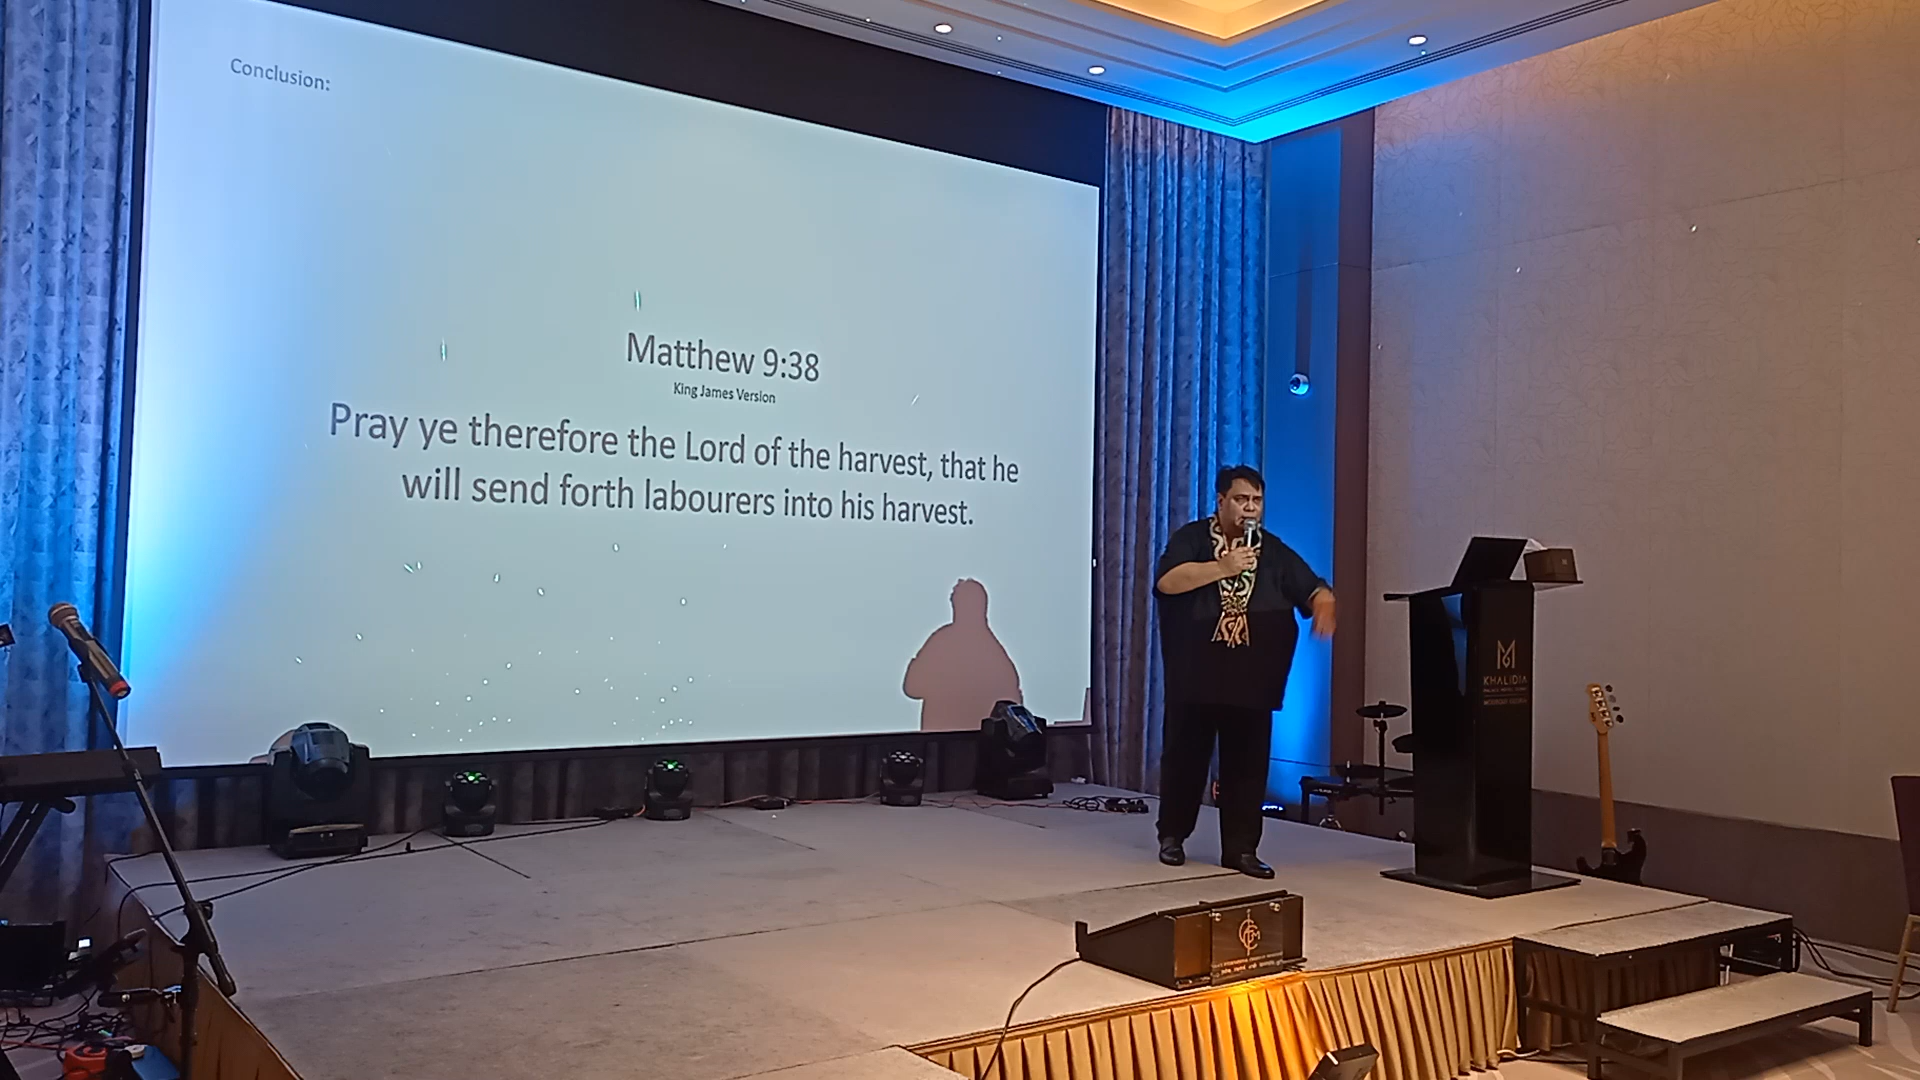 Conclusion:
Matthew 9:38
King James Version
Pray ye therefore the Lord of the harvest, that he
will send forth labourers into his harvest.
KHALIDIA